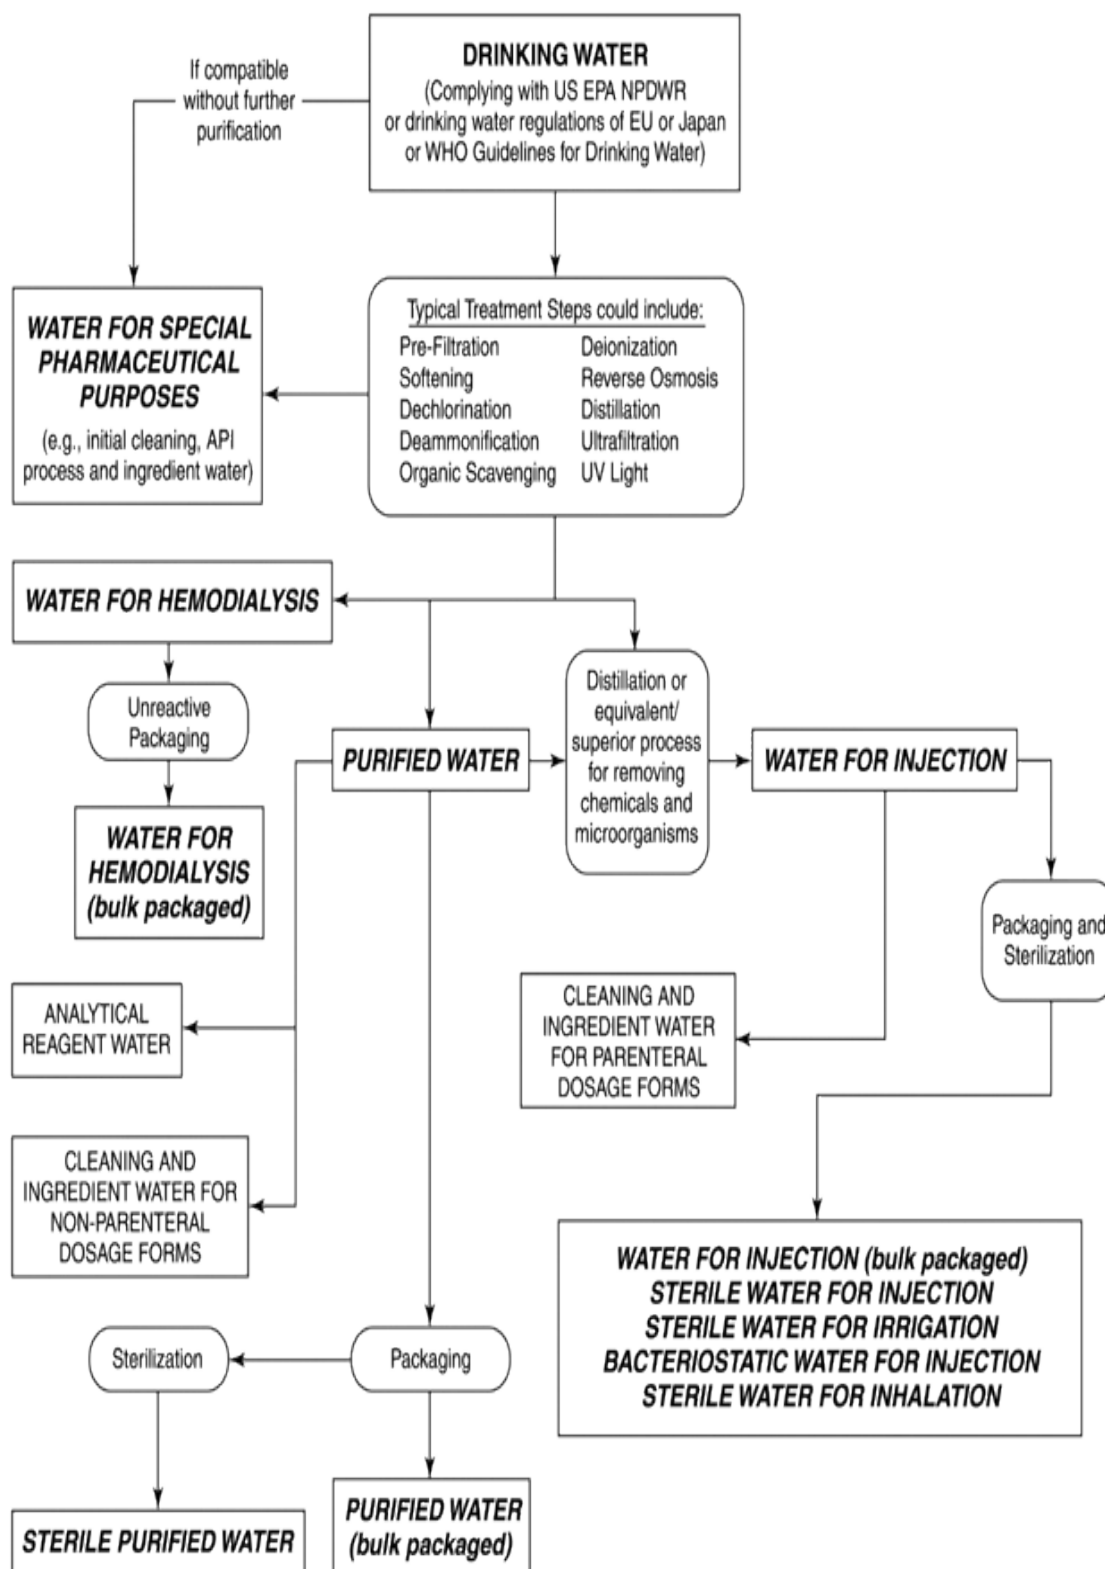 DRINKING WATER
(Complying with US EPA NPDWR
or drinking water regulations of EU or Japan
or WHO Guidelines for Drinking Water)
If compatible
without further
purification
WATER FOR SPECIAL
PHARMACEUTICAL
PURPOSES
(e.g., initial cleaning, API
process and ingredient water)
Typical Treatment Steps could include:
Pre-Filtration
Softening
Dechlorination
Deammonification
Organic Scavenging
Deionization
Reverse Osmosis
Distillation
Ultrafiltration
UV Light
WATER FOR HEMODIALYSIS
Unreactive
Packaging
WATER FOR
HEMODIALYSIS
(bulk packaged)
PURIFIED WATER
Distillation or
equivalent/
superior process
for removing
chemicals and
microorganisms
WATER FOR INJECTION
Packaging and
Sterilization
ANALYTICAL
REAGENT WATER
CLEANING AND
INGREDIENT WATER
FOR PARENTERAL
DOSAGE FORMS
CLEANING AND
INGREDIENT WATER FOR
NON-PARENTERAL
DOSAGE FORMS
WATER FOR INJECTION (bulk packaged)
STERILE WATER FOR INJECTION
STERILE WATER FOR IRRIGATION
BACTERIOSTATIC WATER FOR INJECTION
STERILE WATER FOR INHALATION
Sterilization
Packaging
STERILE PURIFIED WATER
PURIFIED WATER
(bulk packaged)